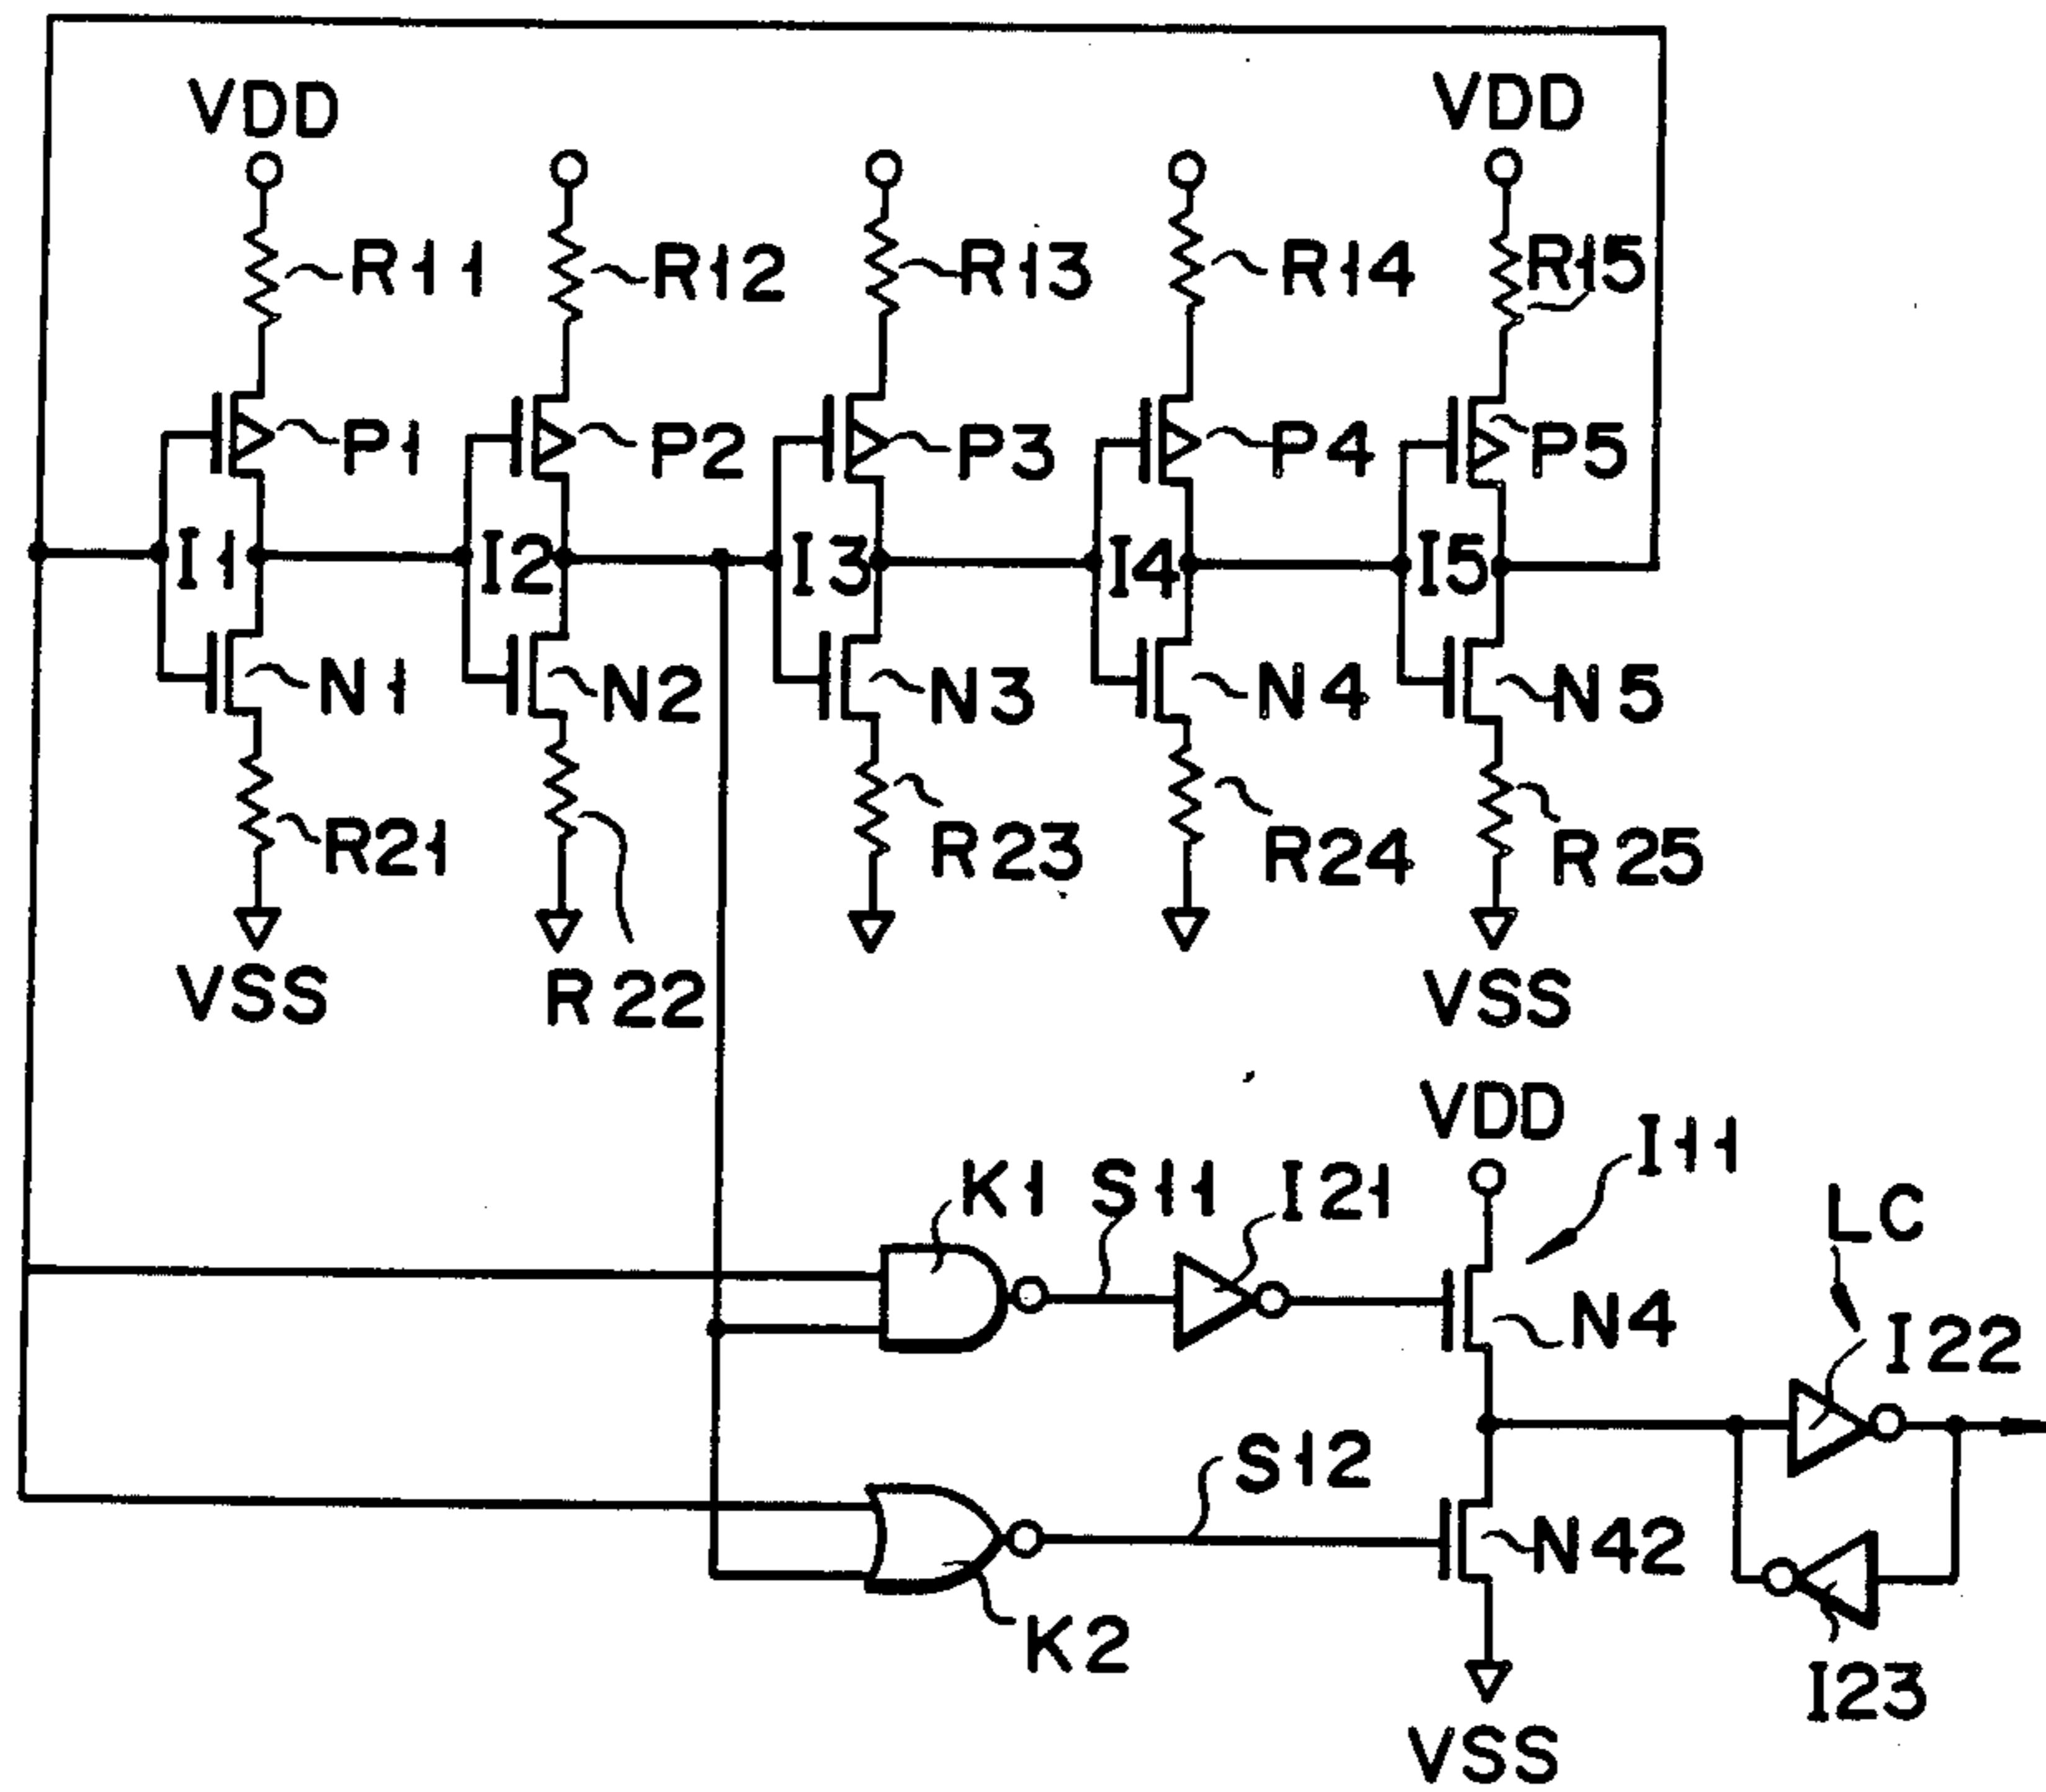 VDD VDD
R11 R12 R13 R14 R15
P1 P2 P3 P4 P5
I1 I2 I3 I4 I5
N1 N2 N3 N4 N5
R21 R23 R24 R25
VSS R22 VSS
VDD I11
K1 S11 I21 LC
N4 I22
S12
N42
K2
I23
VSS